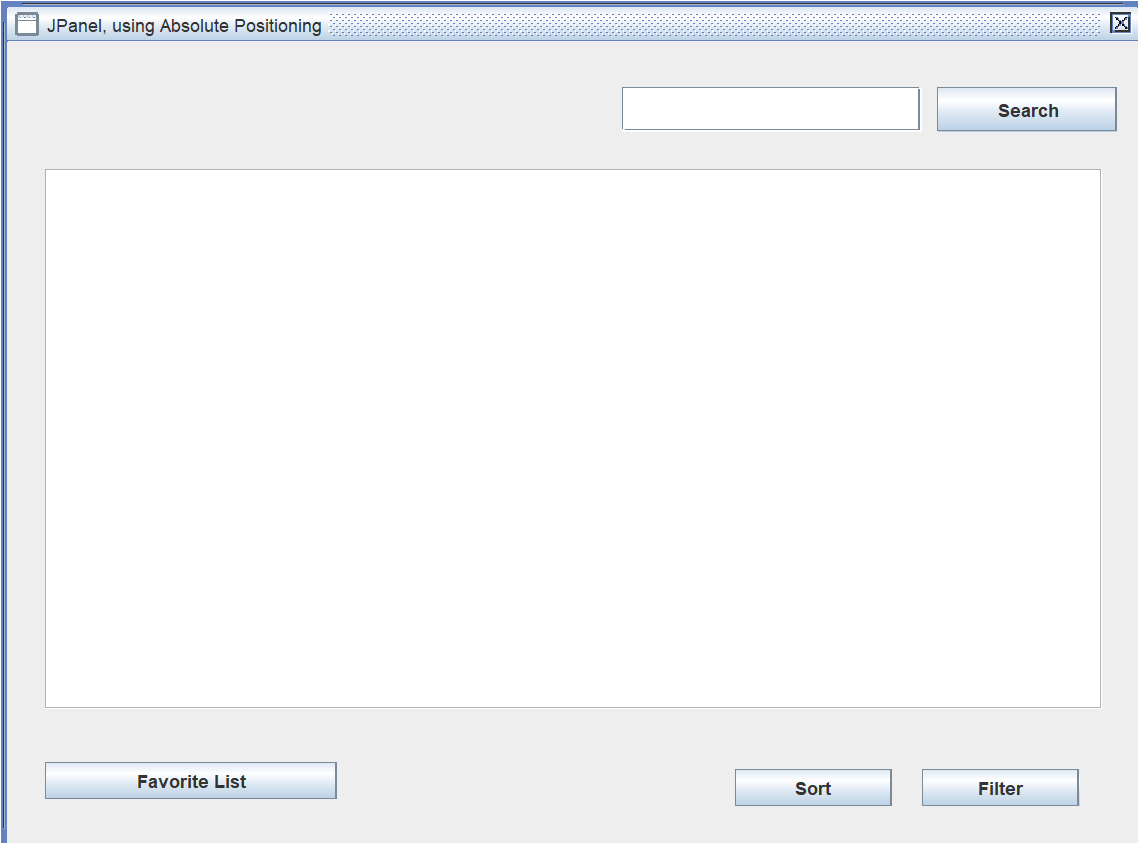 JPanel, using Absolute Positioning
Search
Favorite List
Sort
Filter